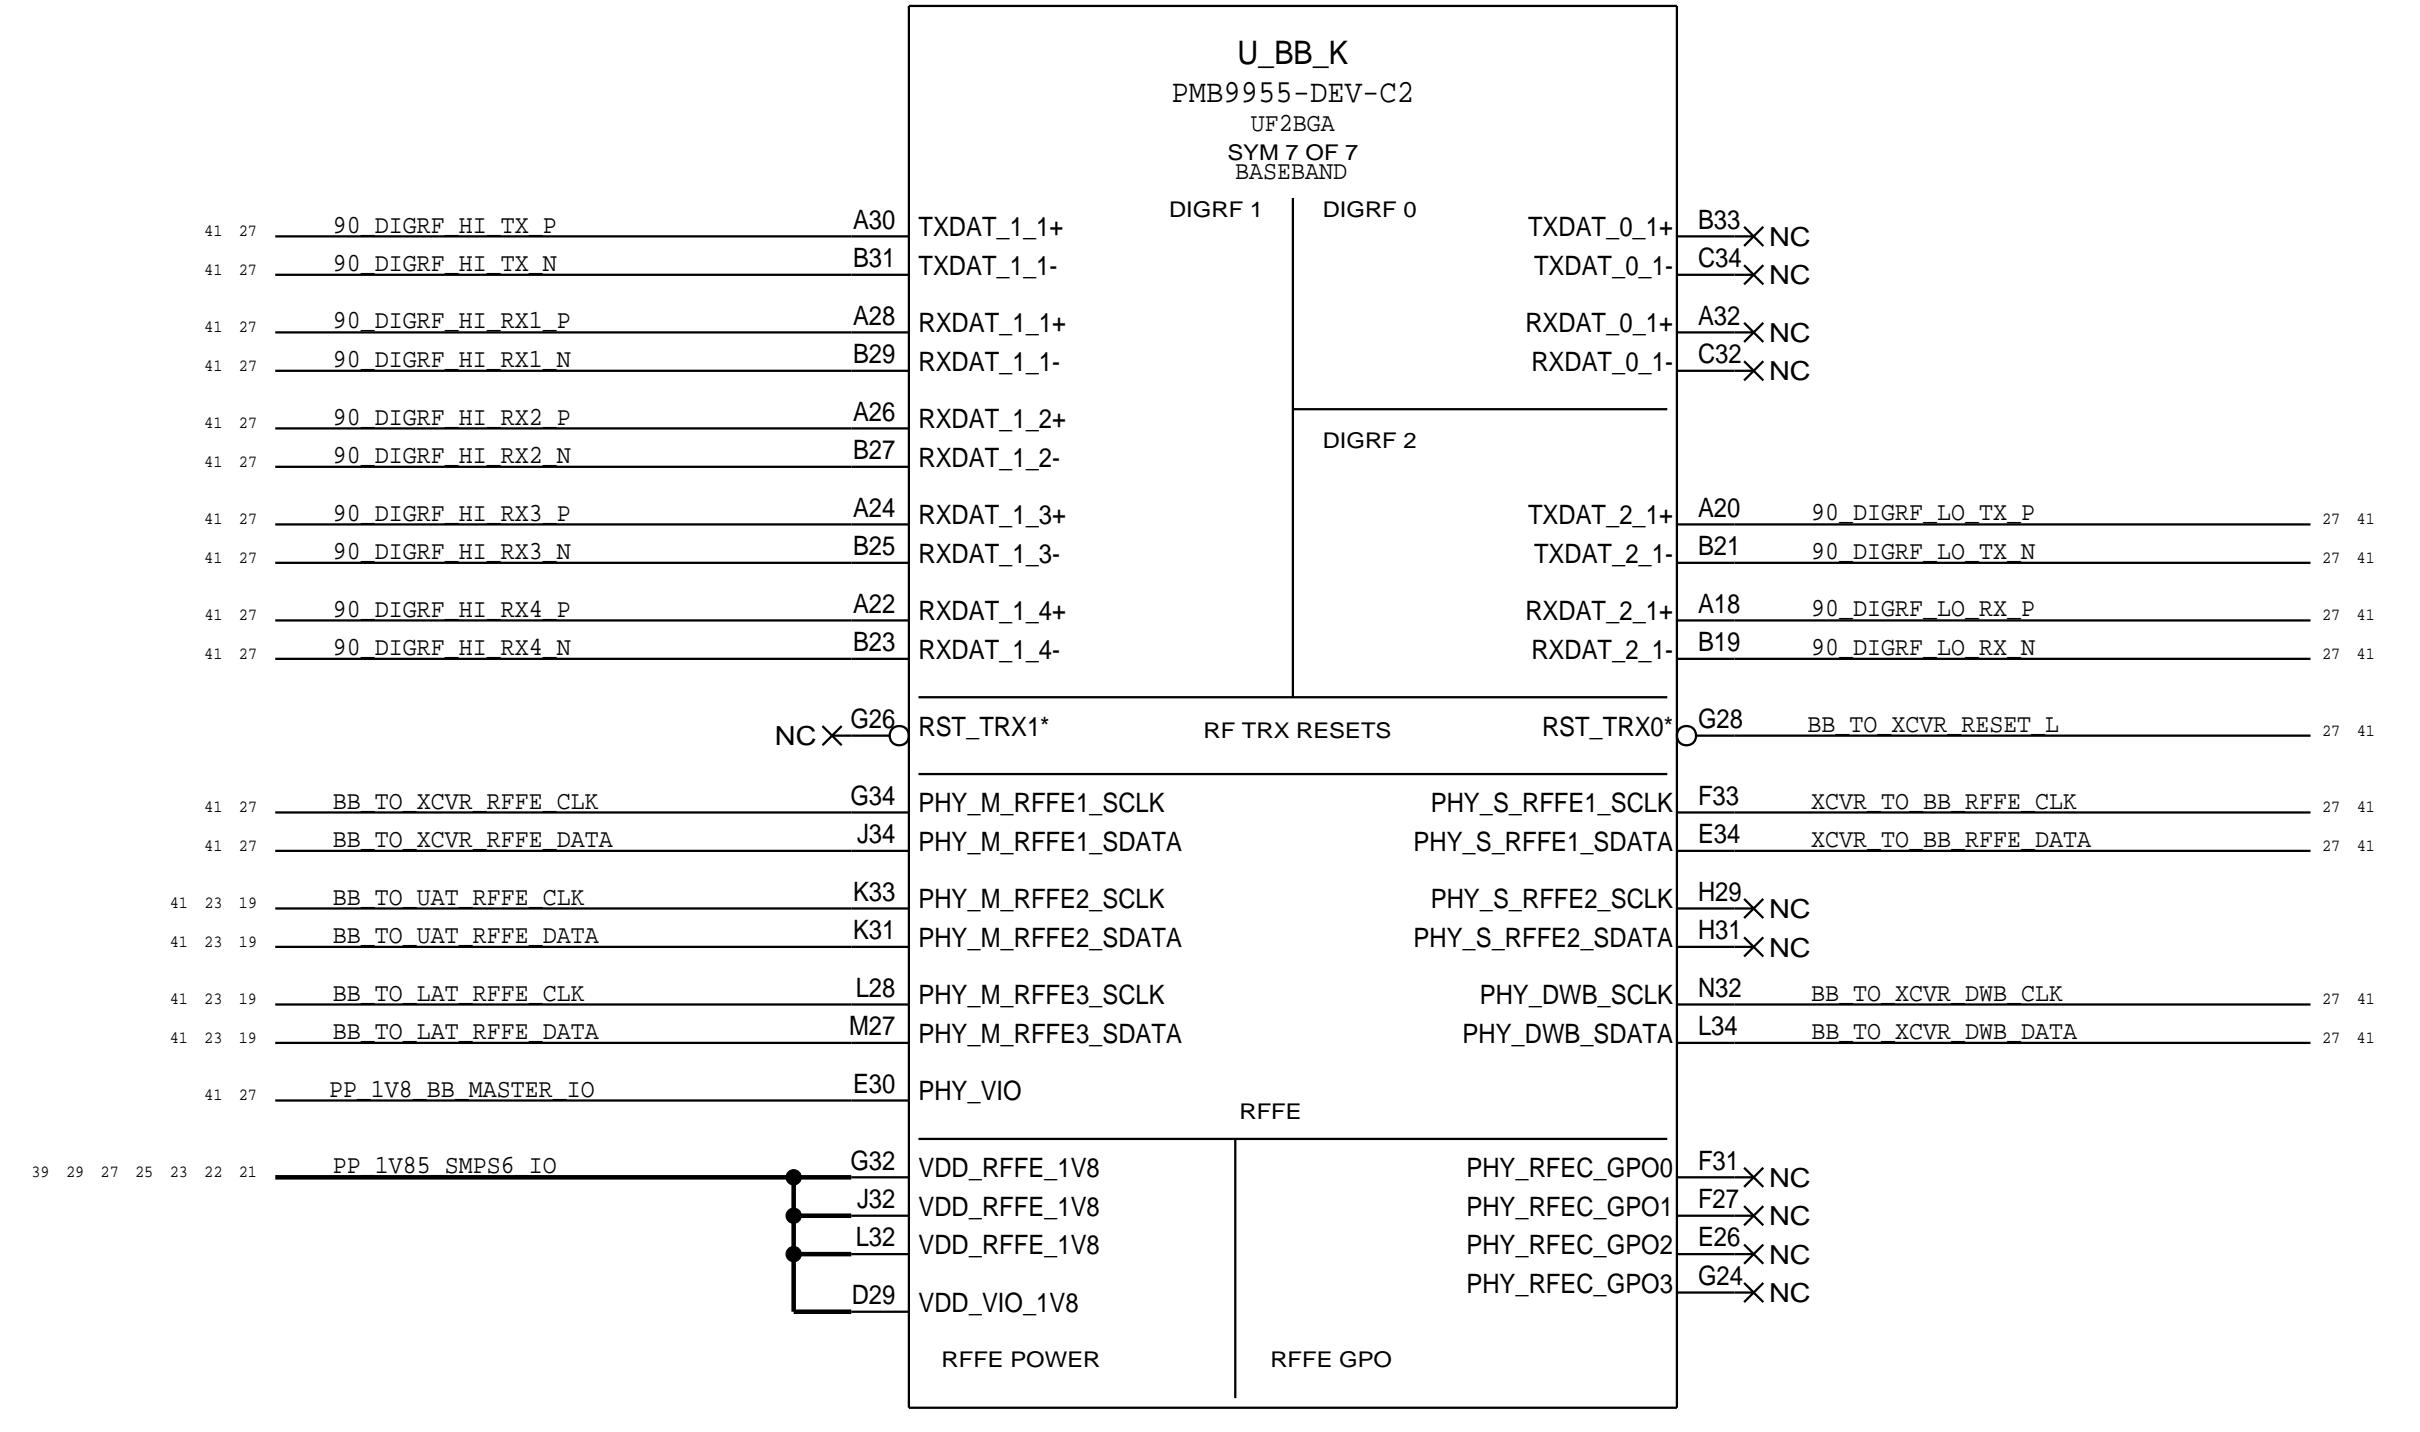 U_BB_K
PMB9955-DEV-C2
UF2BGA
SYM 7 OF 7
BASEBAND
DIGRF 1 DIGRF 0
41 27 90_DIGRF_HI_TX_P A30 TXDAT_1_1+ TXDAT_0_1+ B33 NC
41 27 90_DIGRF_HI_TX_N B31 TXDAT_1_1- TXDAT_0_1- C34 NC
41 27 90_DIGRF_HI_RX1_P A28 RXDAT_1_1+ RXDAT_0_1+ A32 NC
41 27 90_DIGRF_HI_RX1_N B29 RXDAT_1_1- RXDAT_0_1- C32 NC
41 27 90_DIGRF_HI_RX2_P A26 RXDAT_1_2+
DIGRF 2
41 27 90_DIGRF_HI_RX2_N B27 RXDAT_1_2-
41 27 90_DIGRF_HI_RX3_P A24 RXDAT_1_3+ TXDAT_2_1+ A20 90_DIGRF_LO_TX_P 27 41
41 27 90_DIGRF_HI_RX3_N B25 RXDAT_1_3- TXDAT_2_1- B21 90_DIGRF_LO_TX_N 27 41
41 27 90_DIGRF_HI_RX4_P A22 RXDAT_1_4+ RXDAT_2_1+ A18 90_DIGRF_LO_RX_P 27 41
41 27 90_DIGRF_HI_RX4_N B23 RXDAT_1_4- RXDAT_2_1- B19 90_DIGRF_LO_RX_N 27 41
NC G26 RST_TRX1* RF TRX RESETS RST_TRX0* G28 BB_TO_XCVR_RESET_L 27 41
41 27 BB_TO_XCVR_RFFE_CLK G34 PHY_M_RFFE1_SCLK PHY_S_RFFE1_SCLK F33 XCVR_TO_BB_RFFE_CLK 27 41
41 27 BB_TO_XCVR_RFFE_DATA J34 PHY_M_RFFE1_SDATA PHY_S_RFFE1_SDATA E34 XCVR_TO_BB_RFFE_DATA 27 41
41 23 19 BB_TO_UAT_RFFE_CLK K33 PHY_M_RFFE2_SCLK PHY_S_RFFE2_SCLK H29 NC
41 23 19 BB_TO_UAT_RFFE_DATA K31 PHY_M_RFFE2_SDATA PHY_S_RFFE2_SDATA H31 NC
41 23 19 BB_TO_LAT_RFFE_CLK L28 PHY_M_RFFE3_SCLK PHY_DWB_SCLK N32 BB_TO_XCVR_DWB_CLK 27 41
41 23 19 BB_TO_LAT_RFFE_DATA M27 PHY_M_RFFE3_SDATA PHY_DWB_SDATA L34 BB_TO_XCVR_DWB_DATA 27 41
41 27 PP_1V8_BB_MASTER_IO E30 PHY_VIO
RFFE
39 29 27 25 23 22 21 PP_1V85_SMPS6_IO G32 VDD_RFFE_1V8 PHY_RFEC_GPO0 F31 NC
J32 VDD_RFFE_1V8 PHY_RFEC_GPO1 F27 NC
L32 VDD_RFFE_1V8 PHY_RFEC_GPO2 E26 NC
PHY_RFEC_GPO3 G24 NC
D29 VDD_VIO_1V8
RFFE POWER RFFE GPO